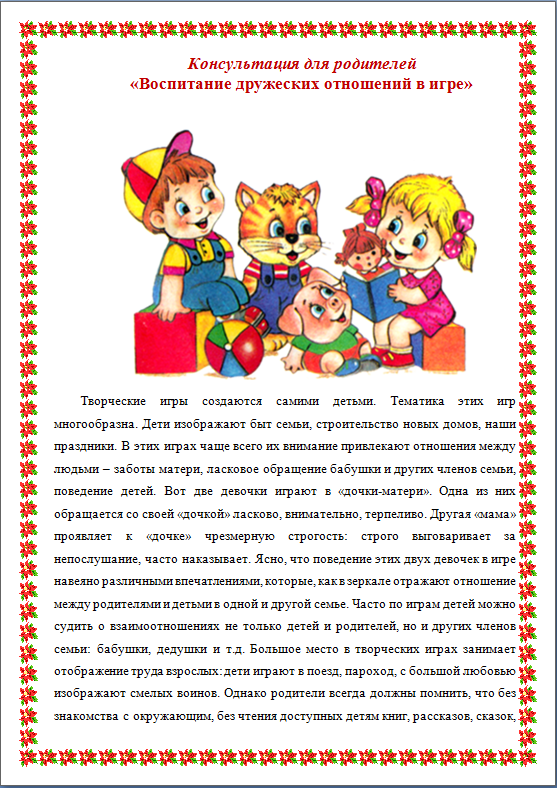 Консультация для родителей
«Воспитание дружеских отношений в игре»
Творческие игры создаются самими детьми. Тематика этих игр
многообразна. Дети изображают быт семьи, строительство новых домов, наши
праздники. В этих играх чаще всего их внимание привлекают отношения между
людьми – заботы матери, ласковое обращение бабушки и других членов семьи,
поведение детей. Вот две девочки играют в «дочки-матери». Одна из них
обращается со своей «дочкой» ласково, внимательно, терпеливо. Другая «мама»
проявляет к «дочке» чрезмерную строгость: строго выговаривает за
непослушание, часто наказывает. Ясно, что поведение этих двух девочек в игре
навеяно различными впечатлениями, которые, как в зеркале отражают отношение
между родителями и детьми в одной и другой семье. Часто по играм детей можно
судить о взаимоотношениях не только детей и родителей, но и других членов
семьи: бабушки, дедушки и т.д. Большое место в творческих играх занимает
отображение труда взрослых: дети играют в поезд, пароход, с большой любовью
изображают смелых воинов. Однако родители всегда должны помнить, что без
знакомства с окружающим, без чтения доступных детям книг, рассказов, сказок,